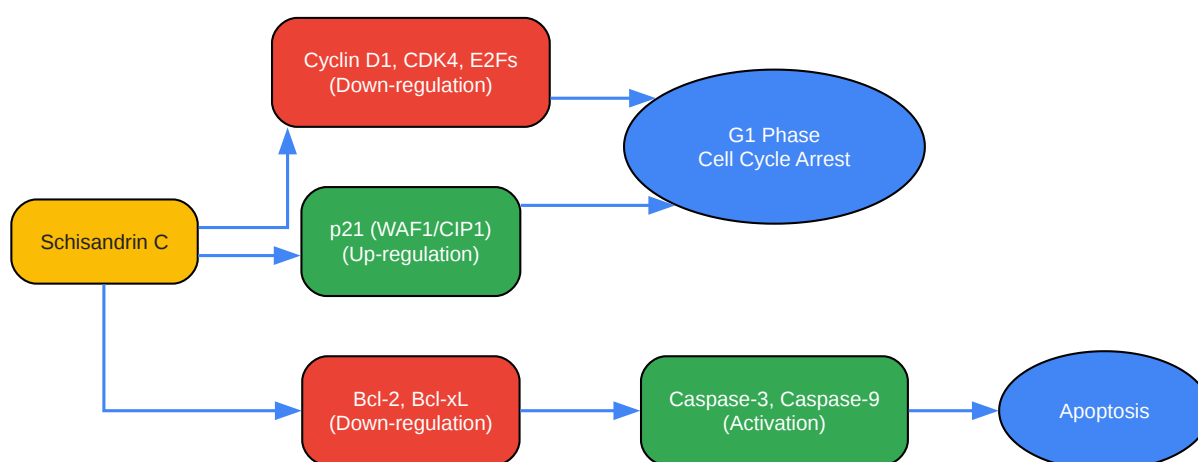 Cyclin D1, CDK4, E2Fs
(Down-regulation)
G1 Phase
Cell Cycle Arrest
Schisandrin C
p21 (WAF1/CIP1)
(Up-regulation)
Bcl-2, Bcl-xL
(Down-regulation)
Caspase-3, Caspase-9
(Activation)
Apoptosis